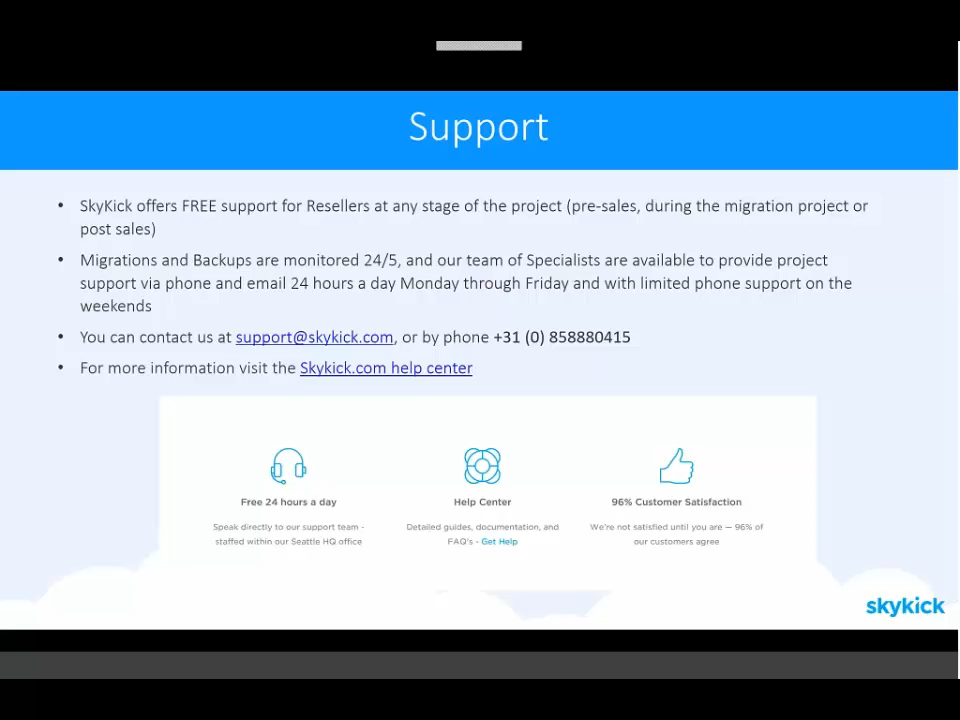 Support
• SkyKick offers FREE support for Resellers at any stage of the project (pre-sales, during the migration project or
post sales)
• Migrations and Backups are monitored 24/5, and our team of Specialists are available to provide project
support via phone and email 24 hours a day Monday through Friday and with limited phone support on the
weekends
• You can contact us at support@skykick.com, or by phone +31 (0) 858880415
• For more information visit the Skykick.com help center
Free 24 hours a day
Speak directly to our support team -
staffed within our Seattle HQ office
Help Center
Detailed guides, documentation, and
FAQ's - Get Help
96% Customer Satisfaction
We're not satisfied until you are — 96% of
our customers agree
skykick